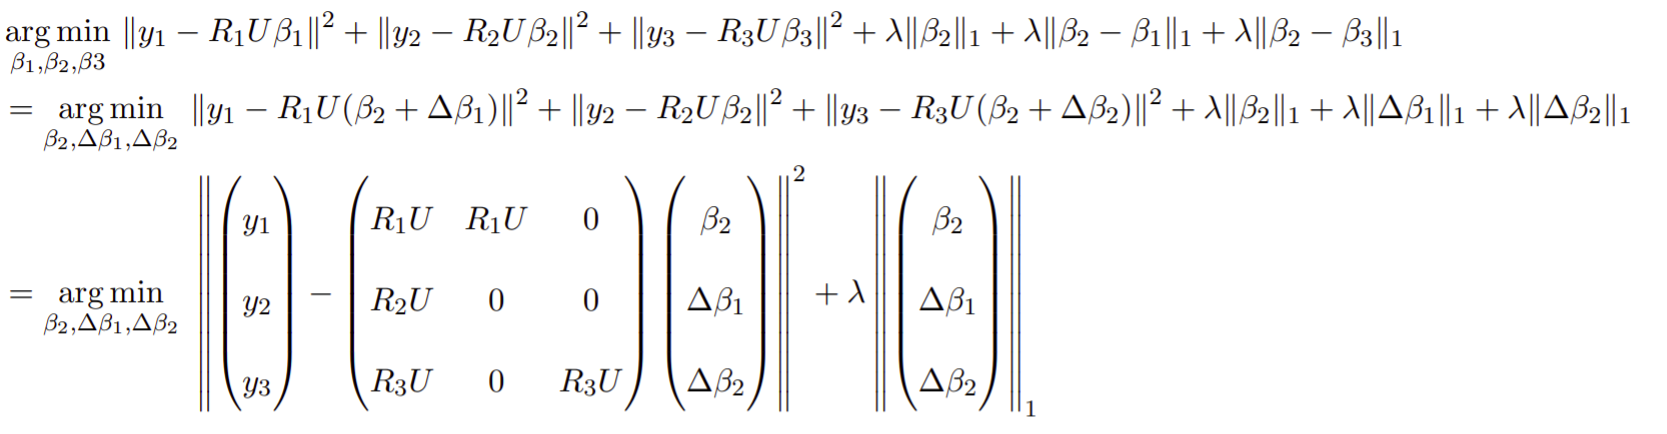 arg min ‖y₁ − R₁Uβ₁‖² + ‖y₂ − R₂Uβ₂‖² + ‖y₃ − R₃Uβ₃‖² + λ‖β₂‖₁ + λ‖β₂ − β₁‖₁ + λ‖β₂ − β₃‖₁
β₁,β₂,β3
= arg min ‖y₁ − R₁U(β₂ + Δβ₁)‖² + ‖y₂ − R₂Uβ₂‖² + ‖y₃ − R₃U(β₂ + Δβ₂)‖² + λ‖β₂‖₁ + λ‖Δβ₁‖₁ + λ‖Δβ₂‖₁
β₂,Δβ₁,Δβ₂
‖( y₁ ) ( R₁U R₁U 0 ) ( β₂ )‖² ‖( β₂ )‖
= arg min ‖( y₂ ) − ( R₂U 0 0 ) ( Δβ₁ )‖ + λ ‖( Δβ₁ )‖
β₂,Δβ₁,Δβ₂
‖( y₃ ) ( R₃U 0 R₃U ) ( Δβ₂ )‖ ‖( Δβ₂ )‖₁